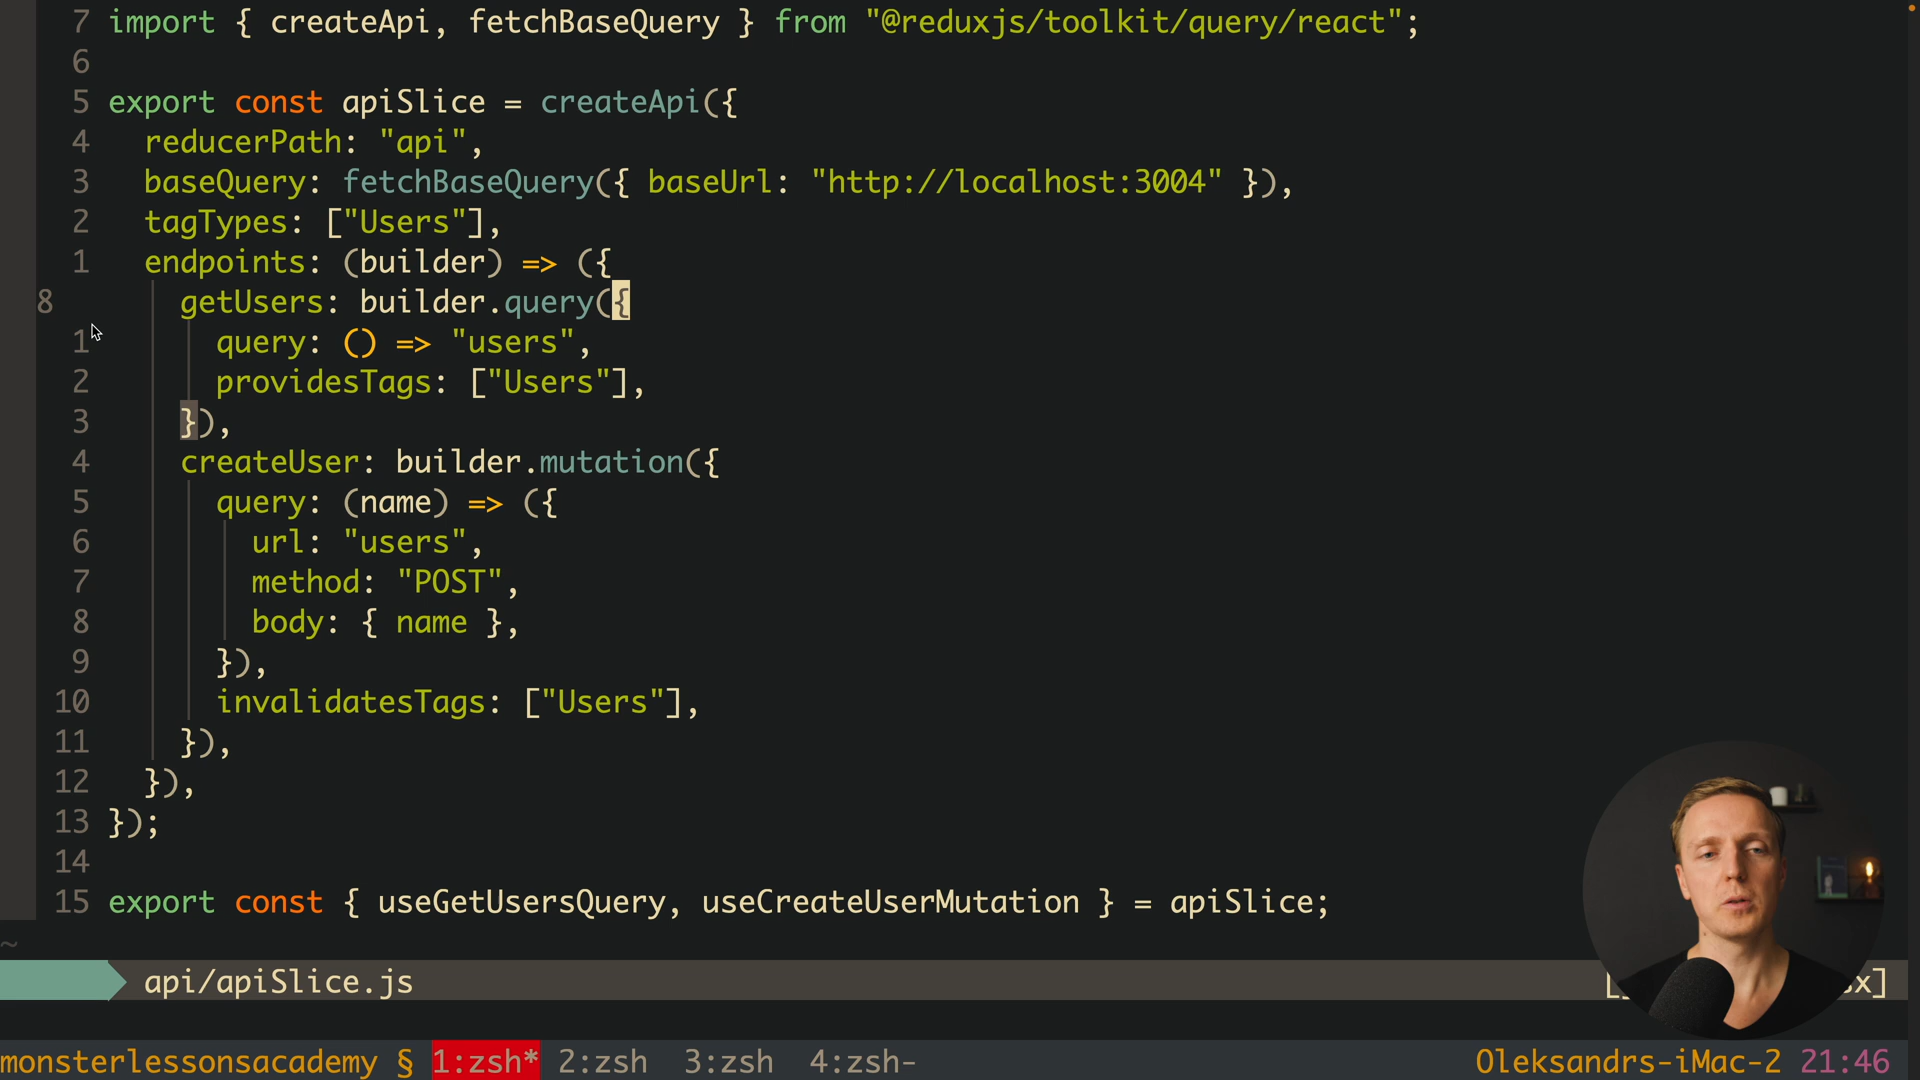 7 import { createApi, fetchBaseQuery } from "@reduxjs/toolkit/query/react";
6
5 export const apiSlice = createApi({
4   reducerPath: "api",
3   baseQuery: fetchBaseQuery({ baseUrl: "http://localhost:3004" }),
2   tagTypes: ["Users"],
1   endpoints: (builder) => ({
8     getUsers: builder.query({
1       query: () => "users",
2       providesTags: ["Users"],
3     }),
4     createUser: builder.mutation({
5       query: (name) => ({
6         url: "users",
7         method: "POST",
8         body: { name },
9       }),
10       invalidatesTags: ["Users"],
11     }),
12   }),
13 });
14
15 export const { useGetUsersQuery, useCreateUserMutation } = apiSlice;
~
api/apiSlice.js
monsterlessonsacademy § 1:zsh* 2:zsh 3:zsh 4:zsh- Oleksandrs-iMac-2 21:46